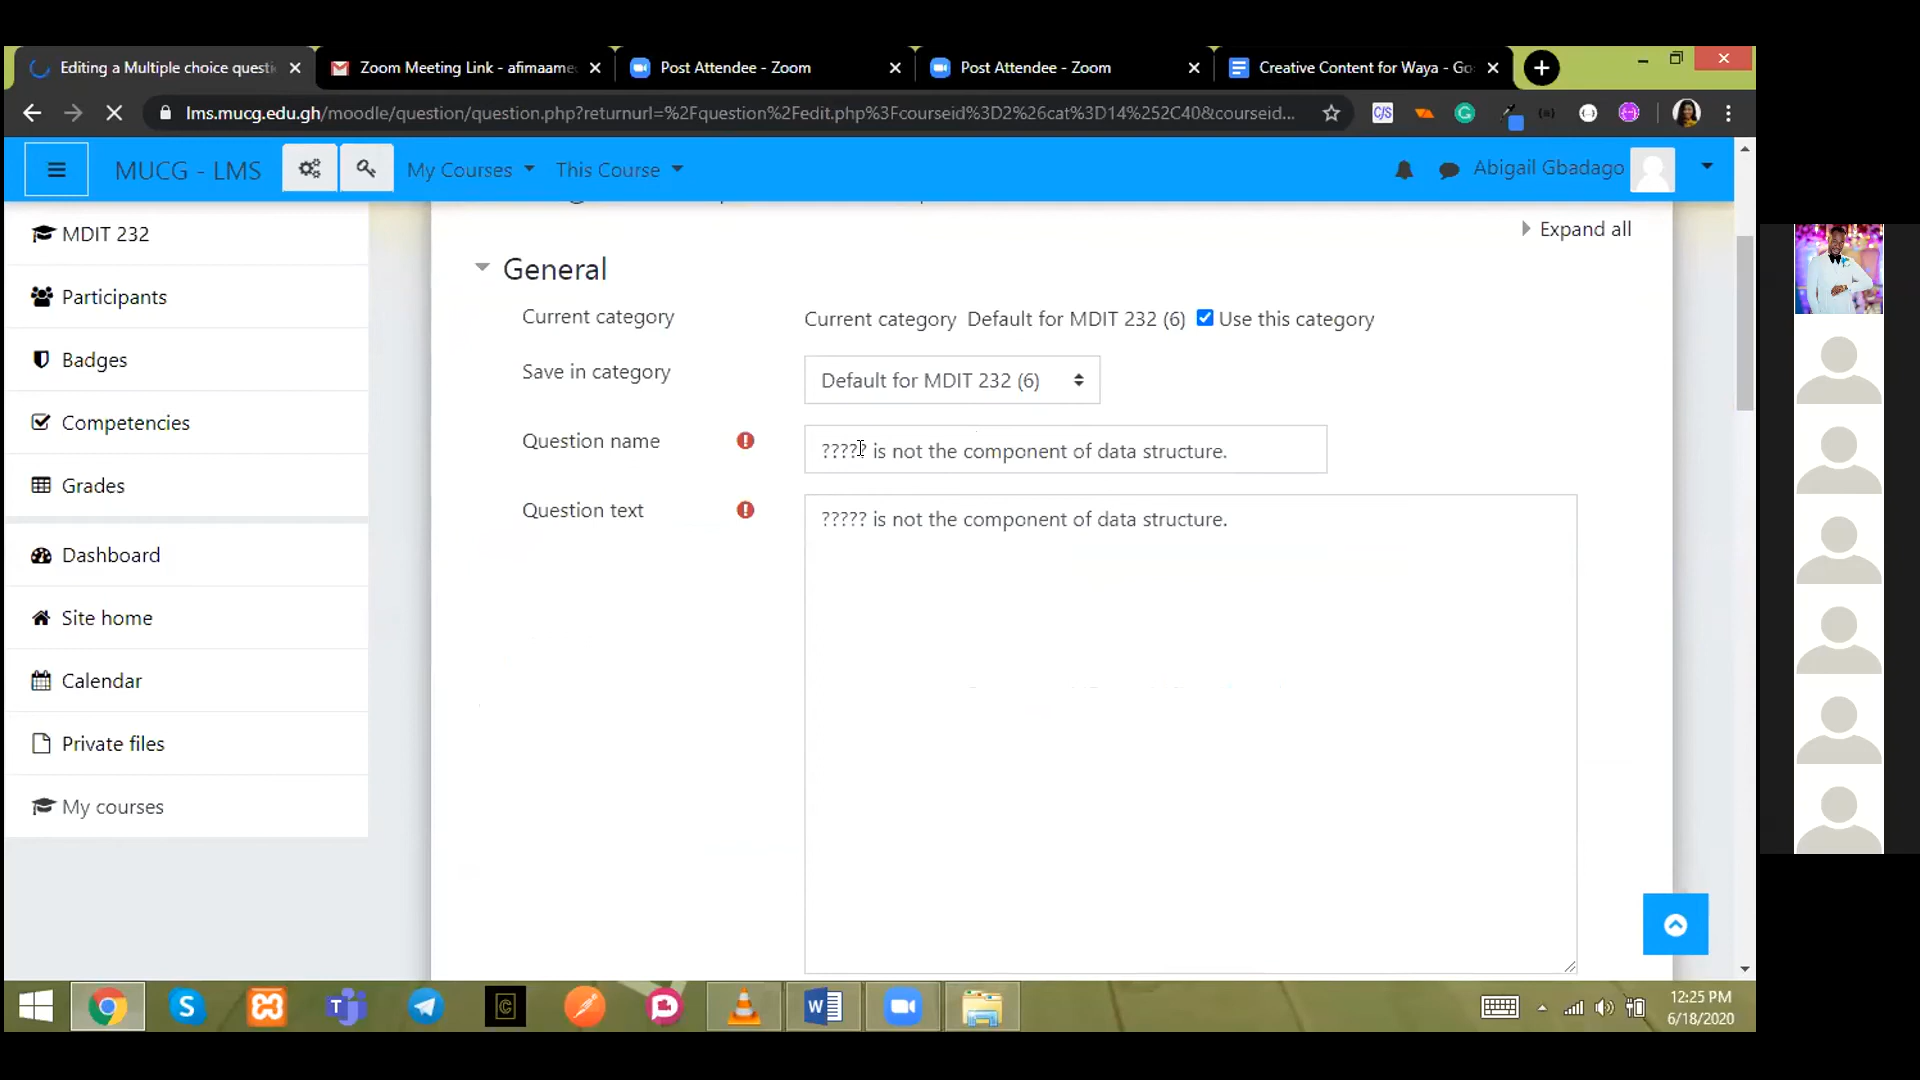 Editing a Multiple choice questi
Zoom Meeting Link - afimaame
Post Attendee - Zoom
Post Attendee - Zoom
Creative Content for Waya - Go
lms.mucg.edu.gh/moodle/question/question.php?returnurl=%2Fquestion%2Fedit.php%3Fcourseid%3D2%26cat%3D14%252C40&courseid...
MUCG - LMS
My Courses
This Course
Abigail Gbadago
MDIT 232
Participants
Badges
Competencies
Grades
Dashboard
Site home
Calendar
Private files
My courses
Expand all
General
Current category
Current category Default for MDIT 232 (6) Use this category
Save in category
Default for MDIT 232 (6)
Question name
????? is not the component of data structure.
Question text
????? is not the component of data structure.
12:25 PM
6/18/2020